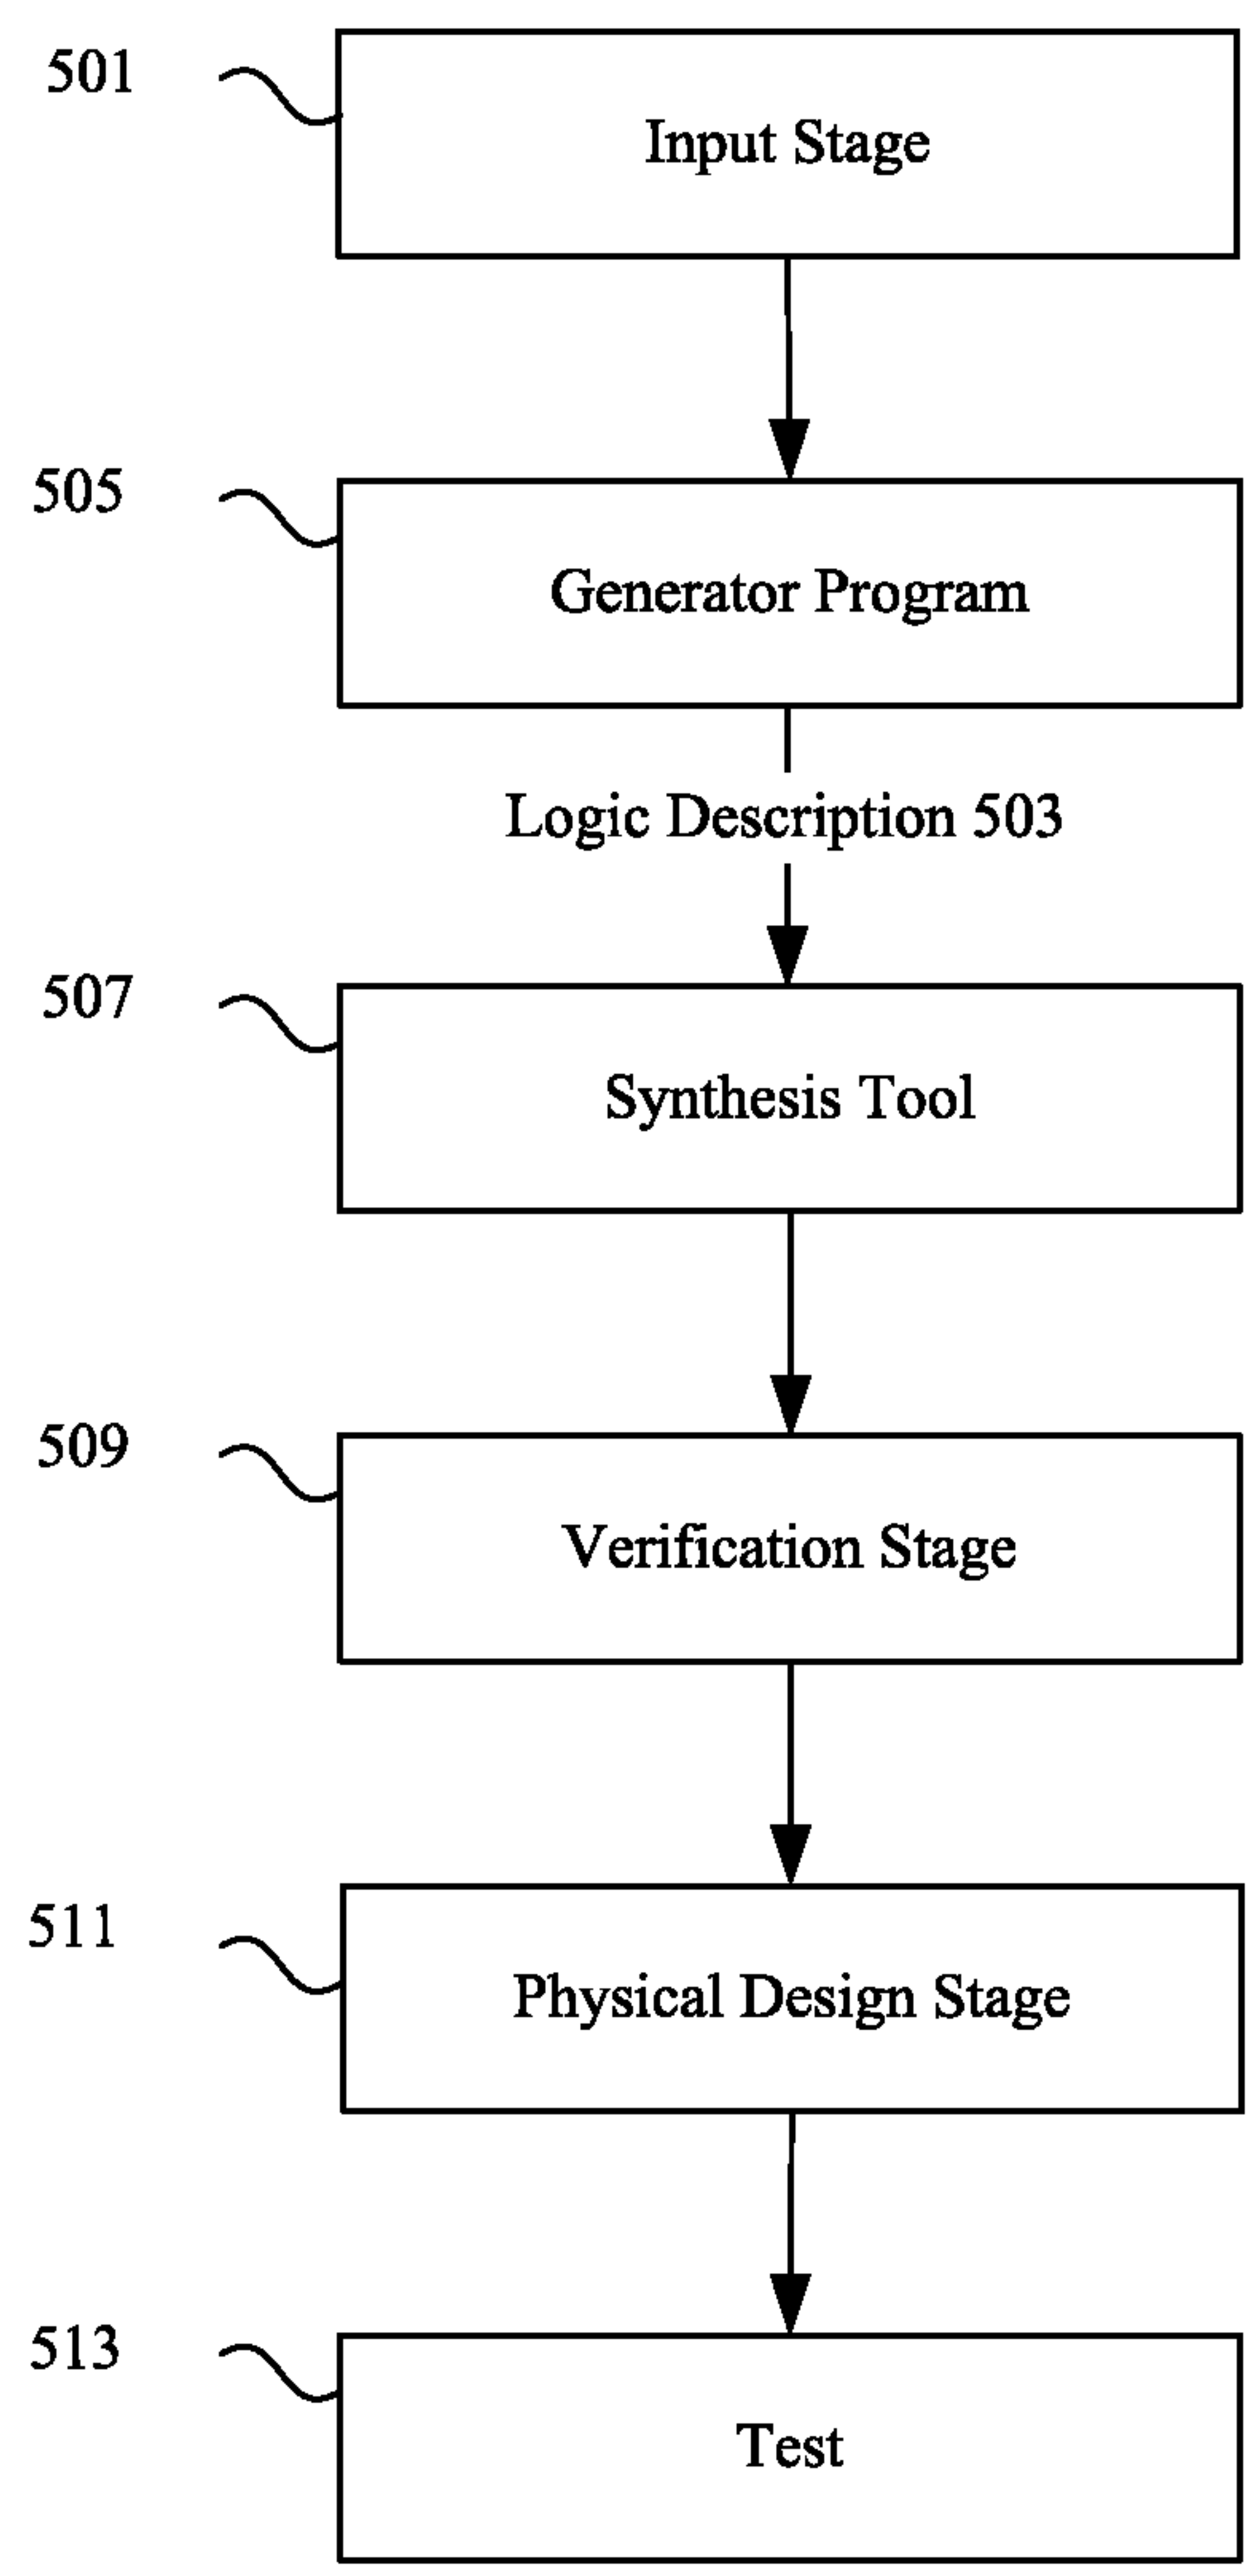 501
Input Stage
505
Generator Program
Logic Description 503
507
Synthesis Tool
509
Verification Stage
511
Physical Design Stage
513
Test